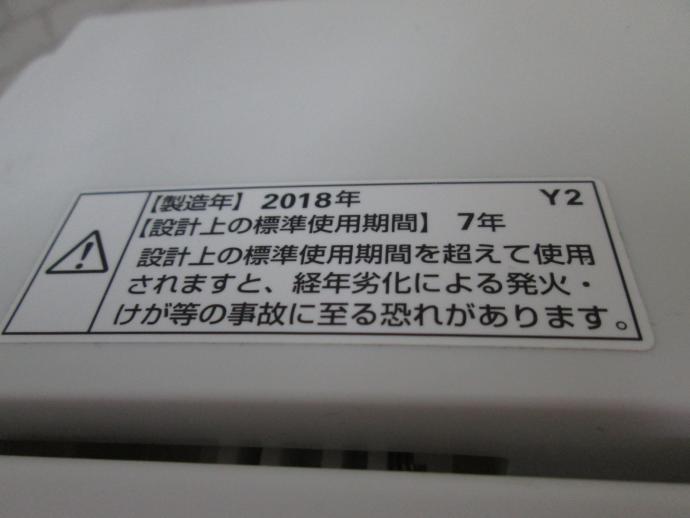 【製造年】 2018年 Y2
【設計上の標準使用期間】 7年
設計上の標準使用期間を超えて使用
されますと、経年劣化による発火・
けが等の事故に至る恐れがあります。